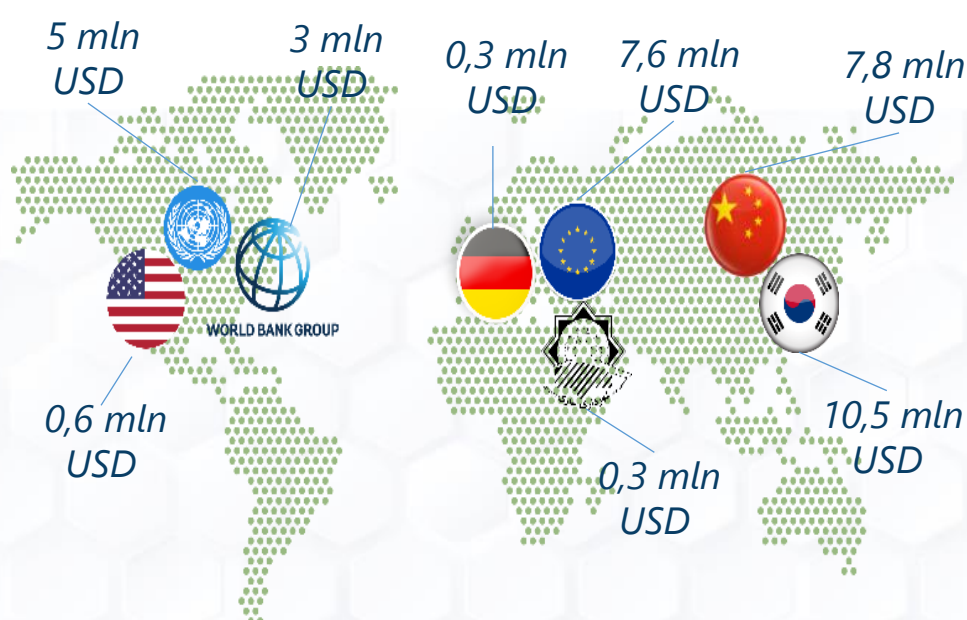 5 mln
USD
3 mln
USD
0,3 mln
USD
7,6 mln
USD
7,8 mln
USD
WORLD BANK GROUP
0,6 mln
USD
10,5 mln
USD
0,3 mln
USD